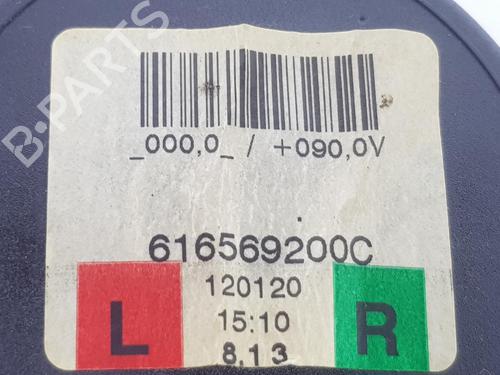 B-PARTS
_000,0_ / +090,0V
616569200C
L
120120
15:10
8.13
R